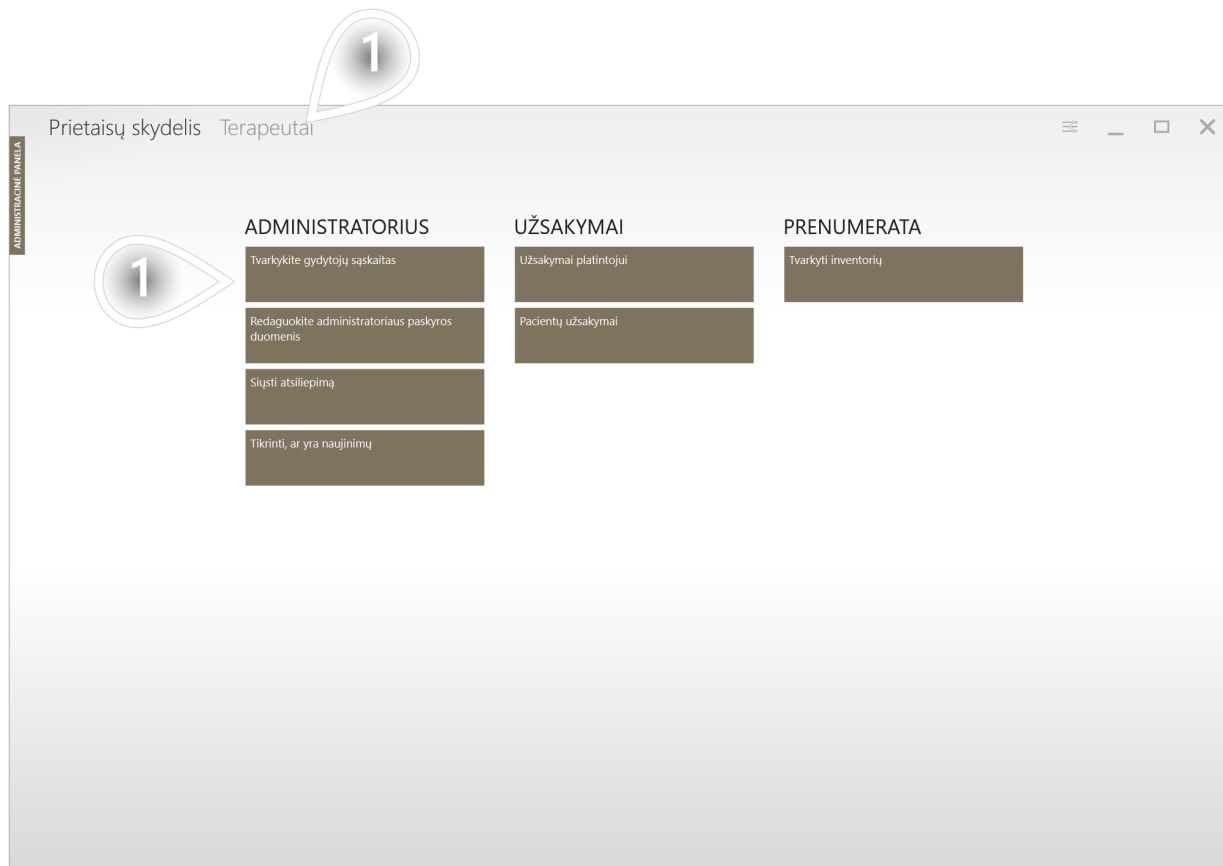 1
Prietaisų skydelis Terapeutai
ADMINISTRACINĖ PANELA
ADMINISTRATORIUS
1
Tvarkykite gydytojų sąskaitas
Redaguokite administratoriaus paskyros
duomenis
Siųsti atsiliepimą
Tikrinti, ar yra naujinimų
UŽSAKYMAI
Užsakymai platintojui
Pacientų užsakymai
PRENUMERATA
Tvarkyti inventorių